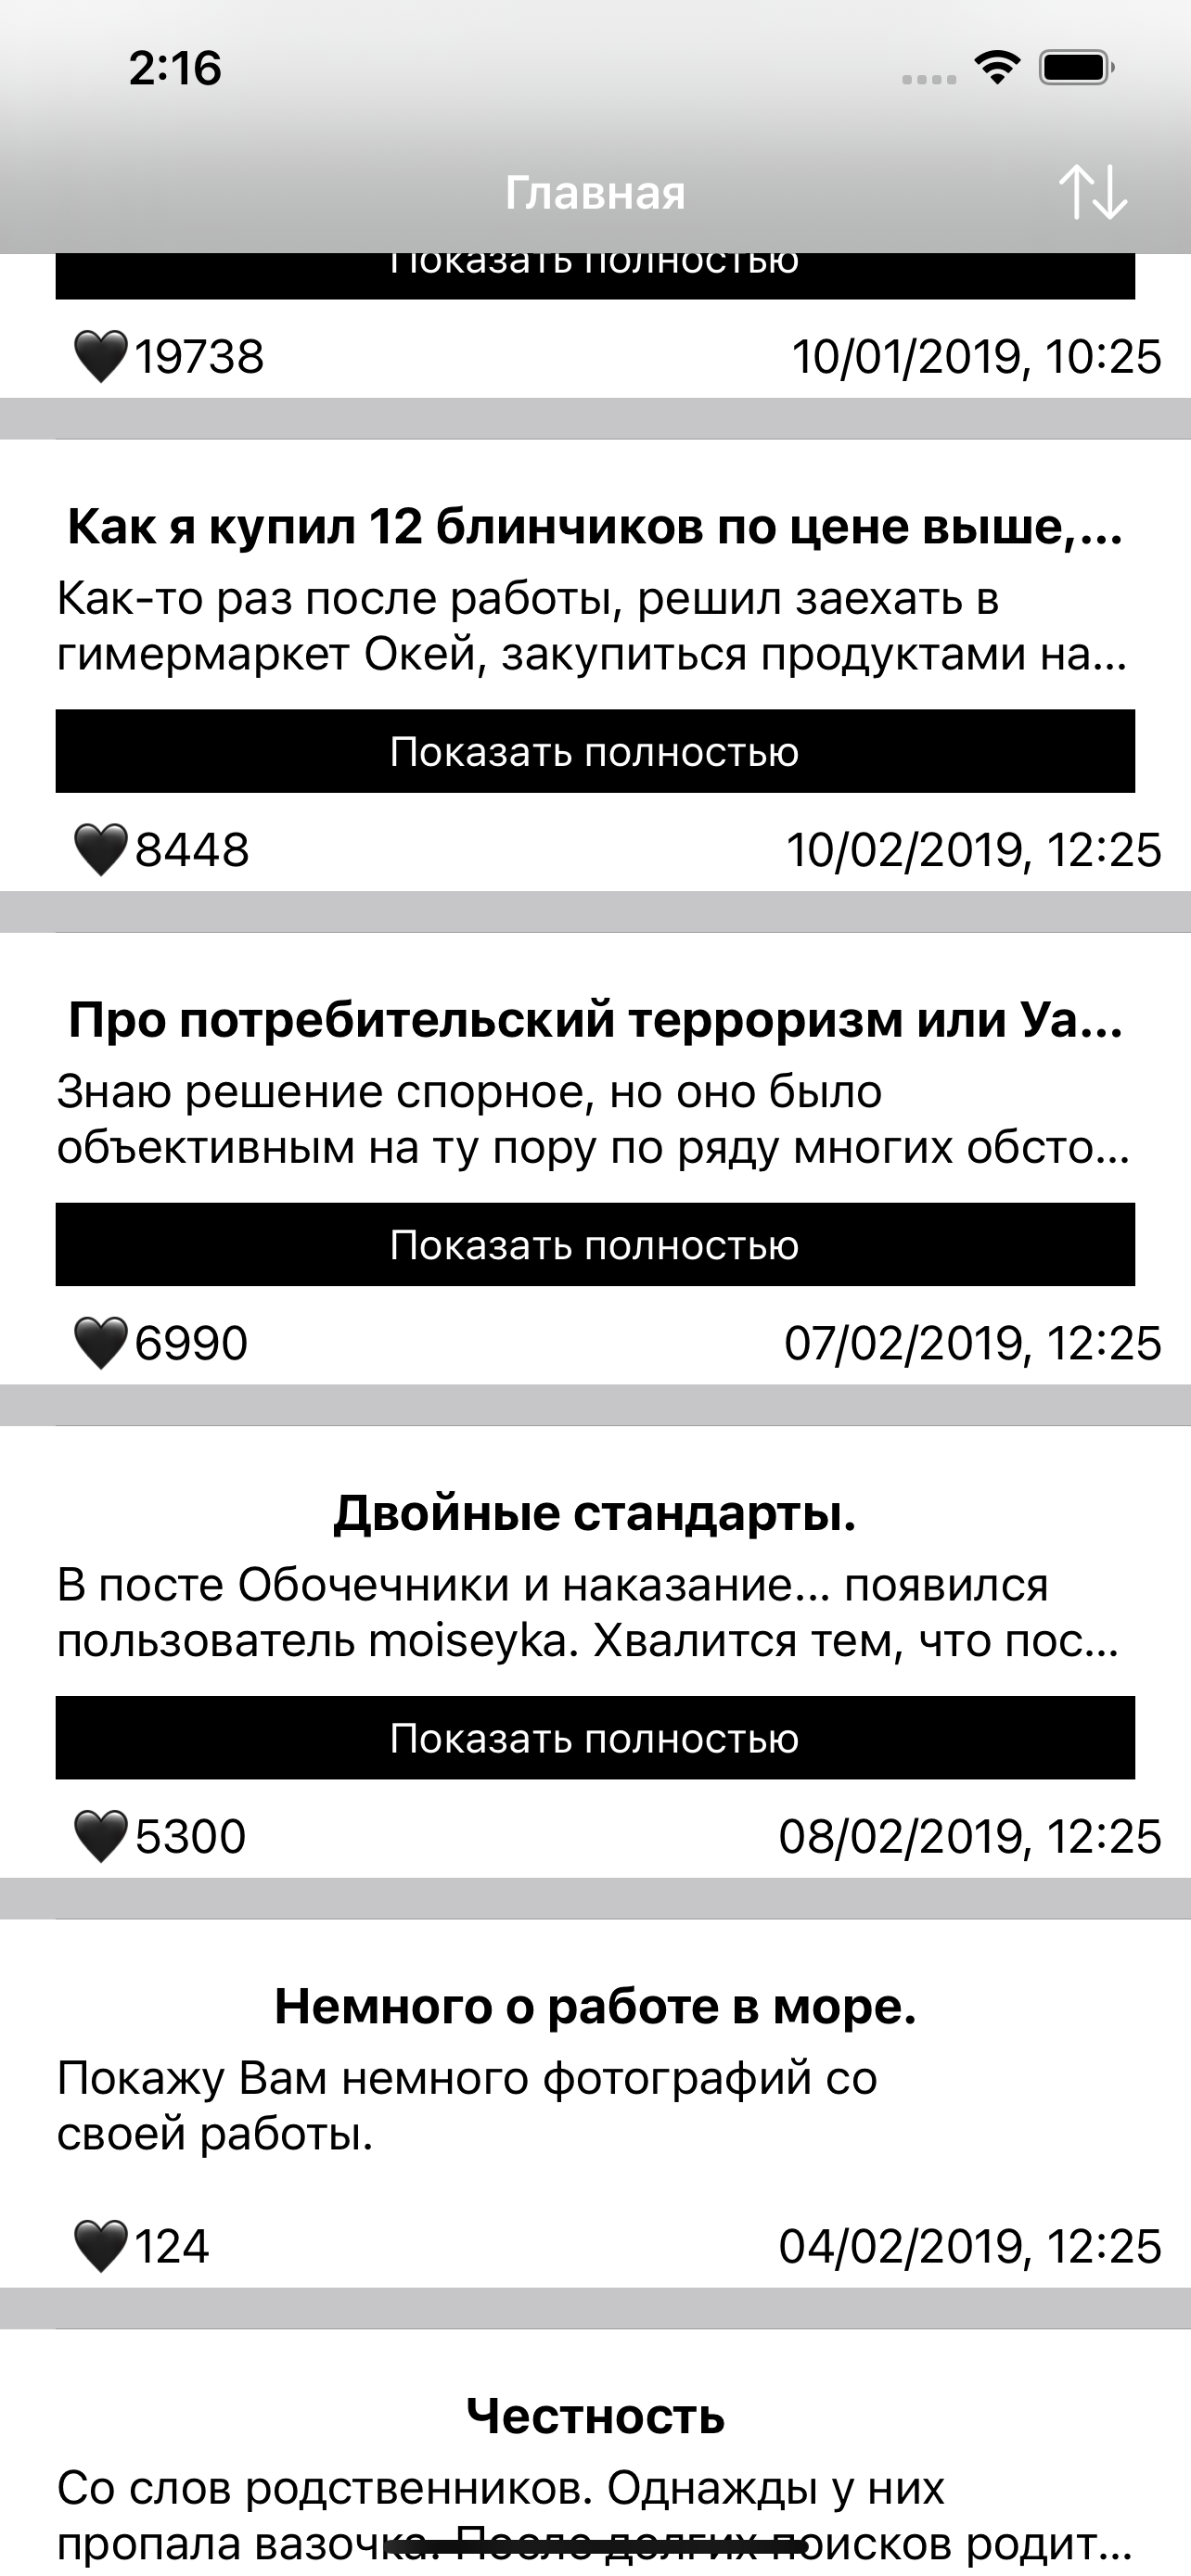 2:16
Главная
Показать полностью
🖤19738 10/01/2019, 10:25
Как я купил 12 блинчиков по цене выше,...
Как-то раз после работы, решил заехать в
гимермаркет Окей, закупиться продуктами на...
Показать полностью
🖤8448 10/02/2019, 12:25
Про потребительский терроризм или Уа...
Знаю решение спорное, но оно было
объективным на ту пору по ряду многих обсто...
Показать полностью
🖤6990 07/02/2019, 12:25
Двойные стандарты.
В посте Обочечники и наказание... появился
пользователь moiseyka. Хвалится тем, что пос...
Показать полностью
🖤5300 08/02/2019, 12:25
Немного о работе в море.
Покажу Вам немного фотографий со
своей работы.
🖤124 04/02/2019, 12:25
Честность
Со слов родственников. Однажды у них
пропала вазочка. После долгих поисков родит...